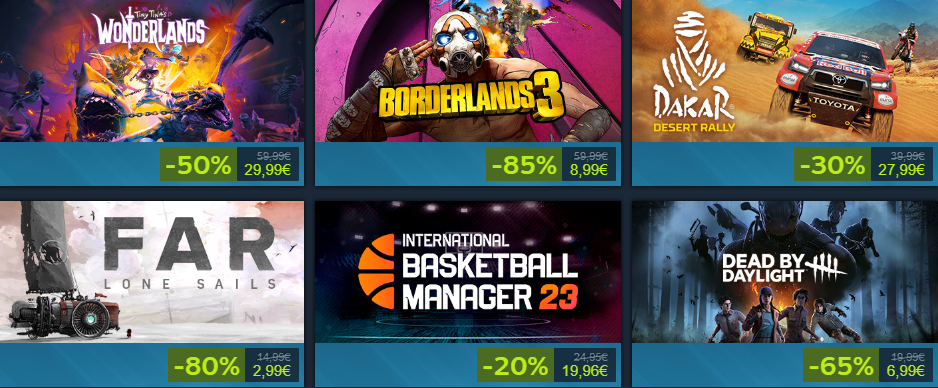 Tiny Tina's
WONDERLANDS
-50%
59,99€
29,99€
BORDERLANDS 3
-85%
59,99€
8,99€
DAKAR
DESERT RALLY
TOYOTA
-30%
39,99€
27,99€
FAR
LONE SAILS
-80%
14,99€
2,99€
INTERNATIONAL
BASKETBALL
MANAGER 23
-20%
24,95€
19,96€
DEAD BY
DAYLIGHT
-65%
19,99€
6,99€